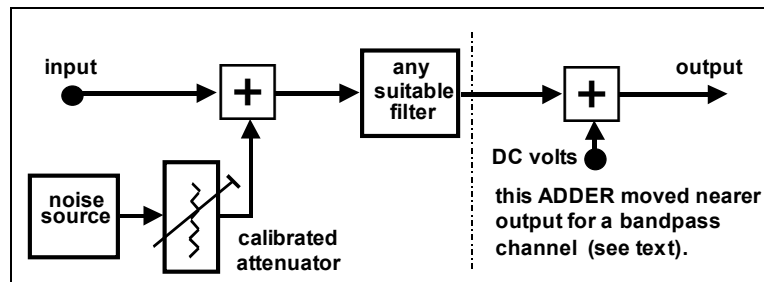 input
+
any
suitable
filter
+
output
noise
source
calibrated
attenuator
DC volts
this ADDER moved nearer
output for a bandpass
channel (see text).